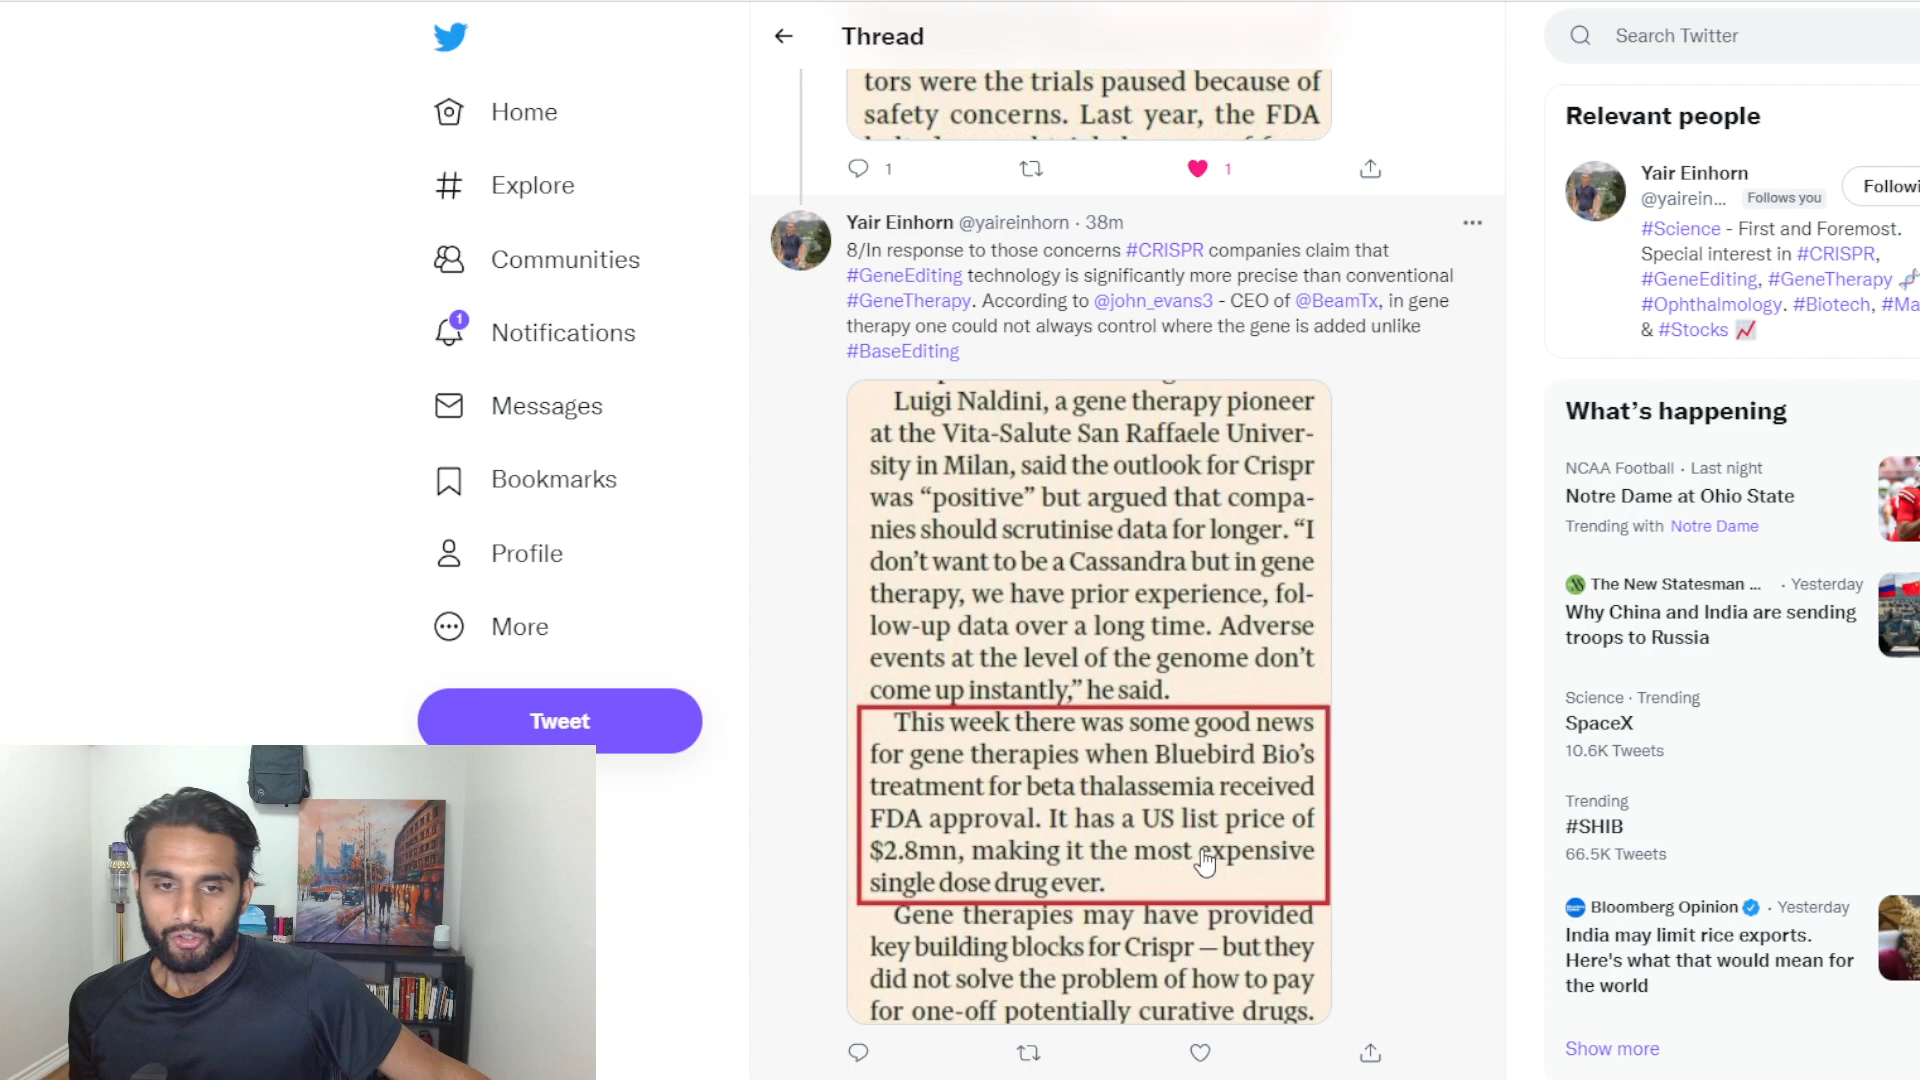 Home
Explore
Communities
1
Notifications
Messages
Bookmarks
Profile
More
Tweet
Thread
tors were the trials paused because of
safety concerns. Last year, the FDA
1
1
Yair Einhorn @yaireinhorn · 38m
8/In response to those concerns #CRISPR companies claim that
#GeneEditing technology is significantly more precise than conventional
#GeneTherapy. According to @john_evans3 - CEO of @BeamTx, in gene
therapy one could not always control where the gene is added unlike
#BaseEditing
Luigi Naldini, a gene therapy pioneer
at the Vita-Salute San Raffaele Univer-
sity in Milan, said the outlook for Crispr
was “positive” but argued that compa-
nies should scrutinise data for longer. “I
don’t want to be a Cassandra but in gene
therapy, we have prior experience, fol-
low-up data over a long time. Adverse
events at the level of the genome don’t
come up instantly,” he said.
This week there was some good news
for gene therapies when Bluebird Bio’s
treatment for beta thalassemia received
FDA approval. It has a US list price of
$2.8mn, making it the most expensive
single dose drug ever.
Gene therapies may have provided
key building blocks for Crispr — but they
did not solve the problem of how to pay
for one-off potentially curative drugs.
Search Twitter
Relevant people
Yair Einhorn
@yairein... Follows you
Followi
#Science - First and Foremost.
Special interest in #CRISPR,
#GeneEditing, #GeneTherapy
#Ophthalmology. #Biotech, #Ma
& #Stocks
What’s happening
NCAA Football · Last night
Notre Dame at Ohio State
Trending with Notre Dame
The New Statesman ... · Yesterday
Why China and India are sending
troops to Russia
Science · Trending
SpaceX
10.6K Tweets
Trending
#SHIB
66.5K Tweets
Bloomberg Opinion · Yesterday
India may limit rice exports.
Here's what that would mean for
the world
Show more